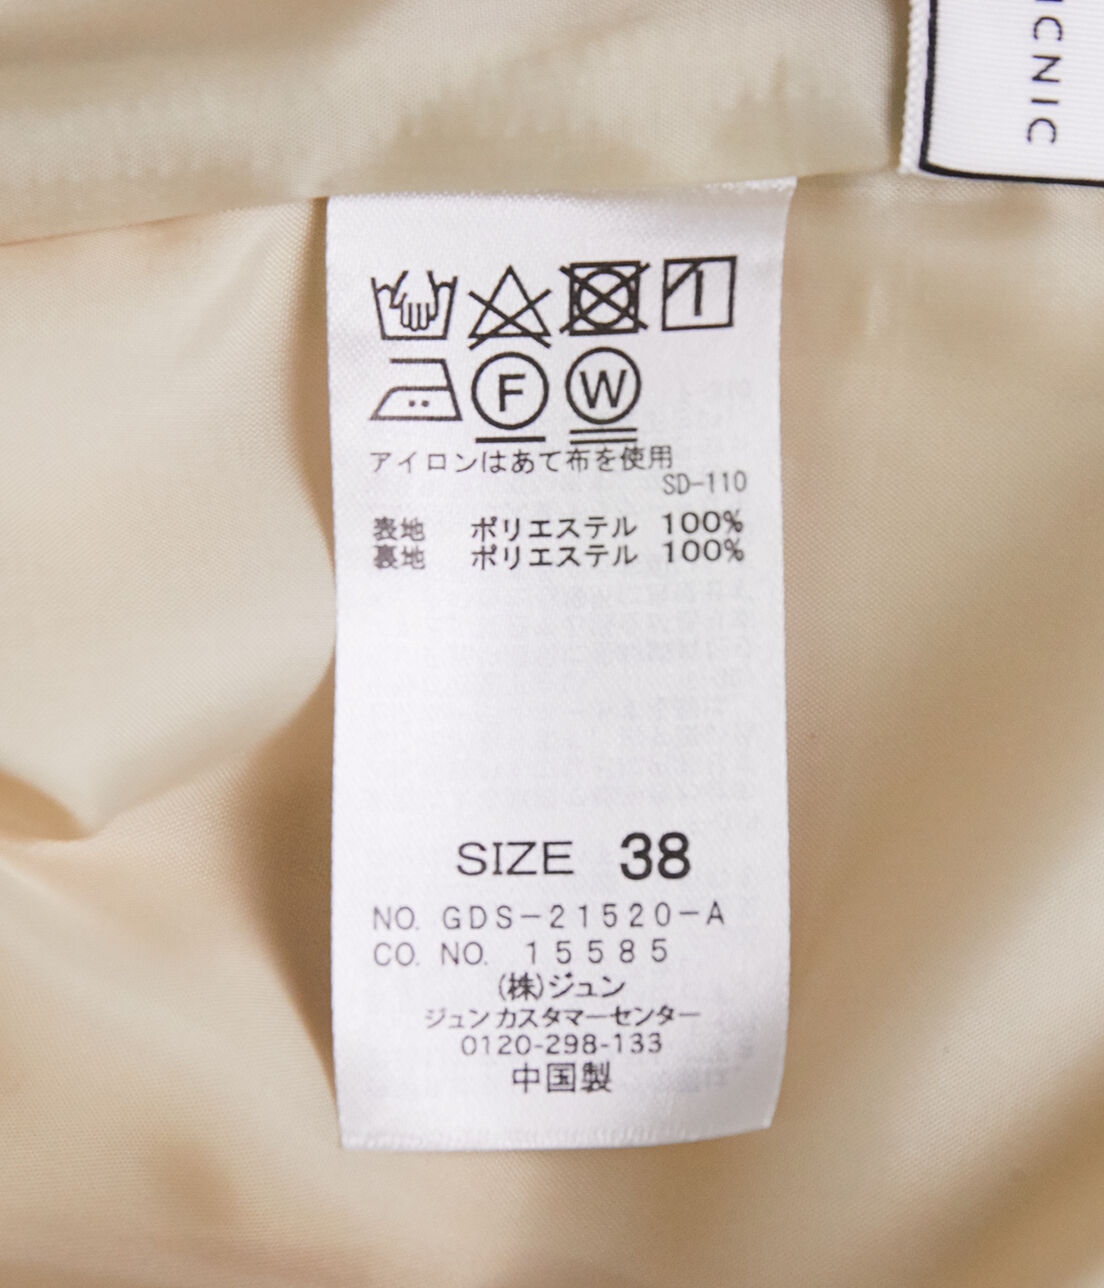 ICNIC
F W
アイロンはあて布を使用
SD-110
表地 ポリエステル 100%
裏地 ポリエステル 100%
SIZE 38
NO. GDS-21520-A
CO. NO. 15585
(株)ジュン
ジュンカスタマーセンター
0120-298-133
中国製